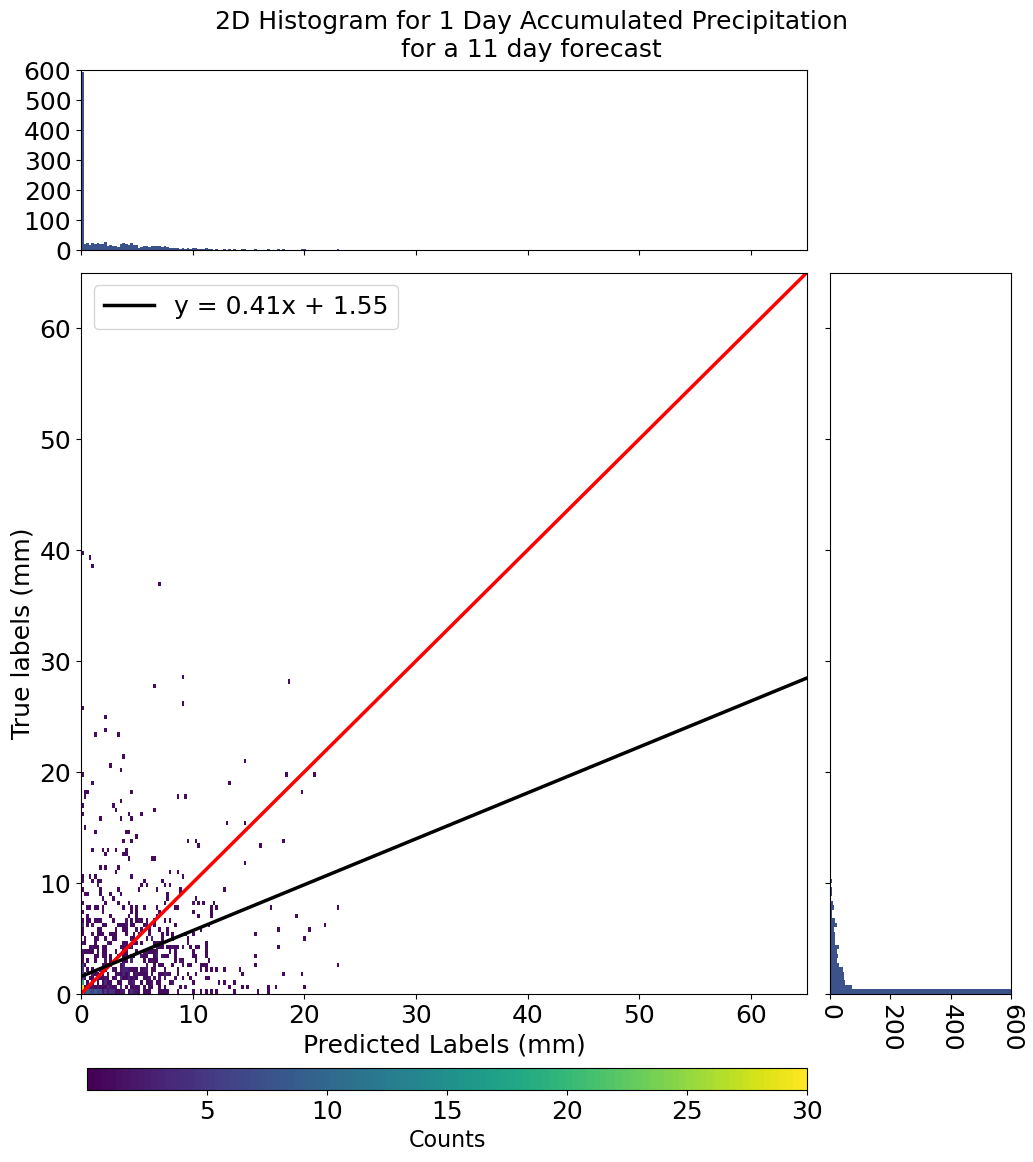 2D Histogram for 1 Day Accumulated Precipitation
for a 11 day forecast
600
500
400
300
200
100
0
y = 0.41x + 1.55
True labels (mm)
60
50
40
30
20
10
0
0 10 20 30 40 50 60
Predicted Labels (mm)
0 200 400 600
5 10 15 20 25 30
Counts